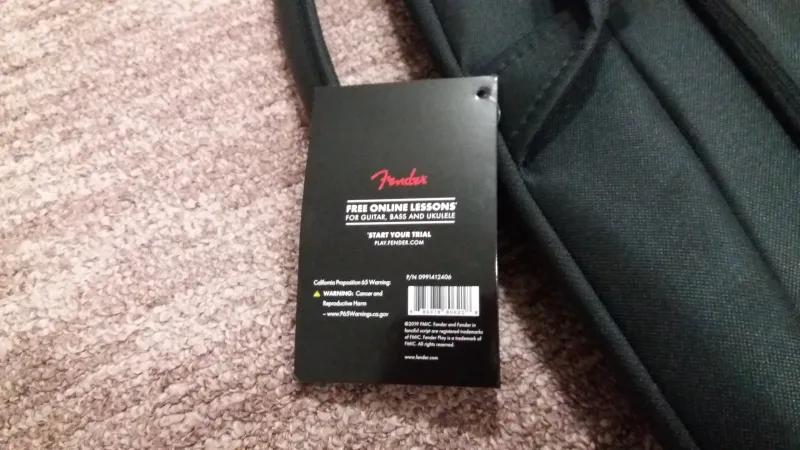 Fender
FREE ONLINE LESSONS*
FOR GUITAR, BASS AND UKULELE
*START YOUR TRIAL
PLAY.FENDER.COM
P/N 0991412406
California Proposition 65 Warning:
WARNING: Cancer and
Reproductive Harm
– www.P65Warnings.ca.gov
©2019 FMIC. Fender and Fender in
fanciful script are registered trademarks
of FMIC. Fender Play is a trademark of
FMIC. All rights reserved.
www.fender.com